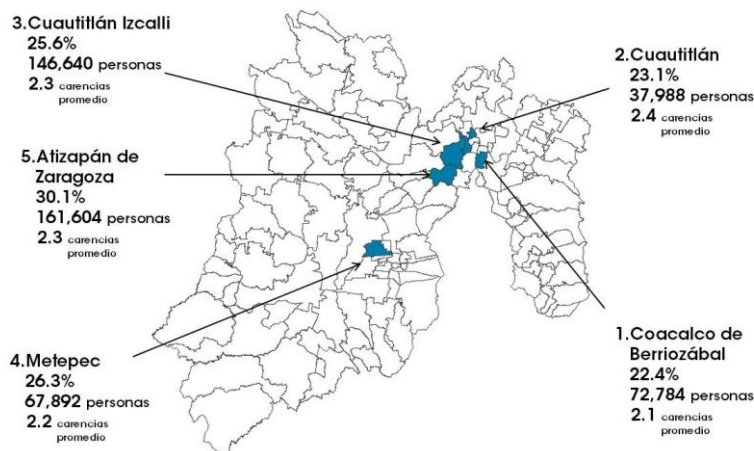 3.Cuautitlán Izcalli
25.6%
146,640 personas
2.3 carencias
promedio
2.Cuautitlán
23.1%
37,988 personas
2.4 carencias
promedio
5.Atizapán de
Zaragoza
30.1%
161,604 personas
2.3 carencias
promedio
4.Metepec
26.3%
67,892 personas
2.2 carencias
promedio
1.Coacalco de
Berriozábal
22.4%
72,784 personas
2.1 carencias
promedio